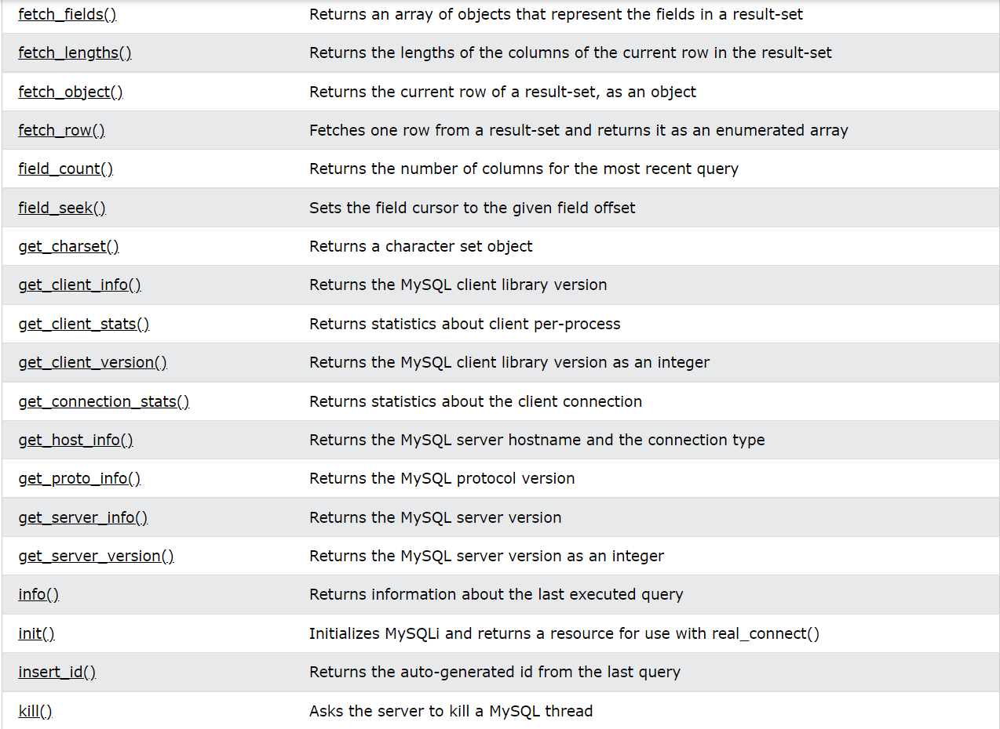 fetch_fields() Returns an array of objects that represent the fields in a result-set
fetch_lengths() Returns the lengths of the columns of the current row in the result-set
fetch_object() Returns the current row of a result-set, as an object
fetch_row() Fetches one row from a result-set and returns it as an enumerated array
field_count() Returns the number of columns for the most recent query
field_seek() Sets the field cursor to the given field offset
get_charset() Returns a character set object
get_client_info() Returns the MySQL client library version
get_client_stats() Returns statistics about client per-process
get_client_version() Returns the MySQL client library version as an integer
get_connection_stats() Returns statistics about the client connection
get_host_info() Returns the MySQL server hostname and the connection type
get_proto_info() Returns the MySQL protocol version
get_server_info() Returns the MySQL server version
get_server_version() Returns the MySQL server version as an integer
info() Returns information about the last executed query
init() Initializes MySQLi and returns a resource for use with real_connect()
insert_id() Returns the auto-generated id from the last query
kill() Asks the server to kill a MySQL thread